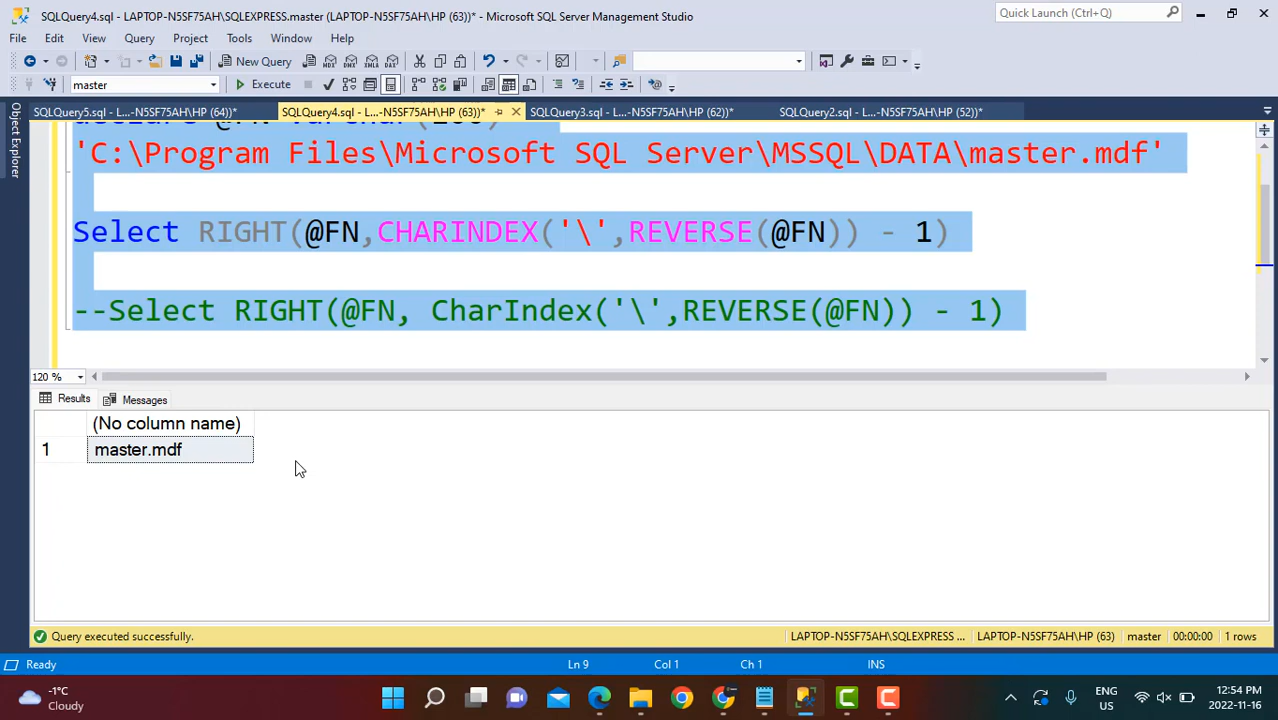 SQLQuery4.sql - LAPTOP-N5SF75AH\SQLEXPRESS.master (LAPTOP-N5SF75AH\HP (63))* - Microsoft SQL Server Management Studio
Quick Launch (Ctrl+Q)
File Edit View Query Project Tools Window Help
New Query
master
Execute
SQLQuery5.sql - L...-N5SF75AH\HP (64))*
SQLQuery4.sql - L...-N5SF75AH\HP (63))*
SQLQuery3.sql - L...-N5SF75AH\HP (62))*
SQLQuery2.sql - L...-N5SF75AH\HP (52))*
Object Explorer
'C:\Program Files\Microsoft SQL Server\MSSQL\DATA\master.mdf'
Select RIGHT(@FN,CHARINDEX('\',REVERSE(@FN)) - 1)
--Select RIGHT(@FN, CharIndex('\',REVERSE(@FN)) - 1)
120 %
Results Messages
(No column name)
1 master.mdf
Query executed successfully.
LAPTOP-N5SF75AH\SQLEXPRESS ... LAPTOP-N5SF75AH\HP (63) master 00:00:00 1 rows
Ready Ln 9 Col 1 Ch 1 INS
-1°C
Cloudy
ENG
US
12:54 PM
2022-11-16